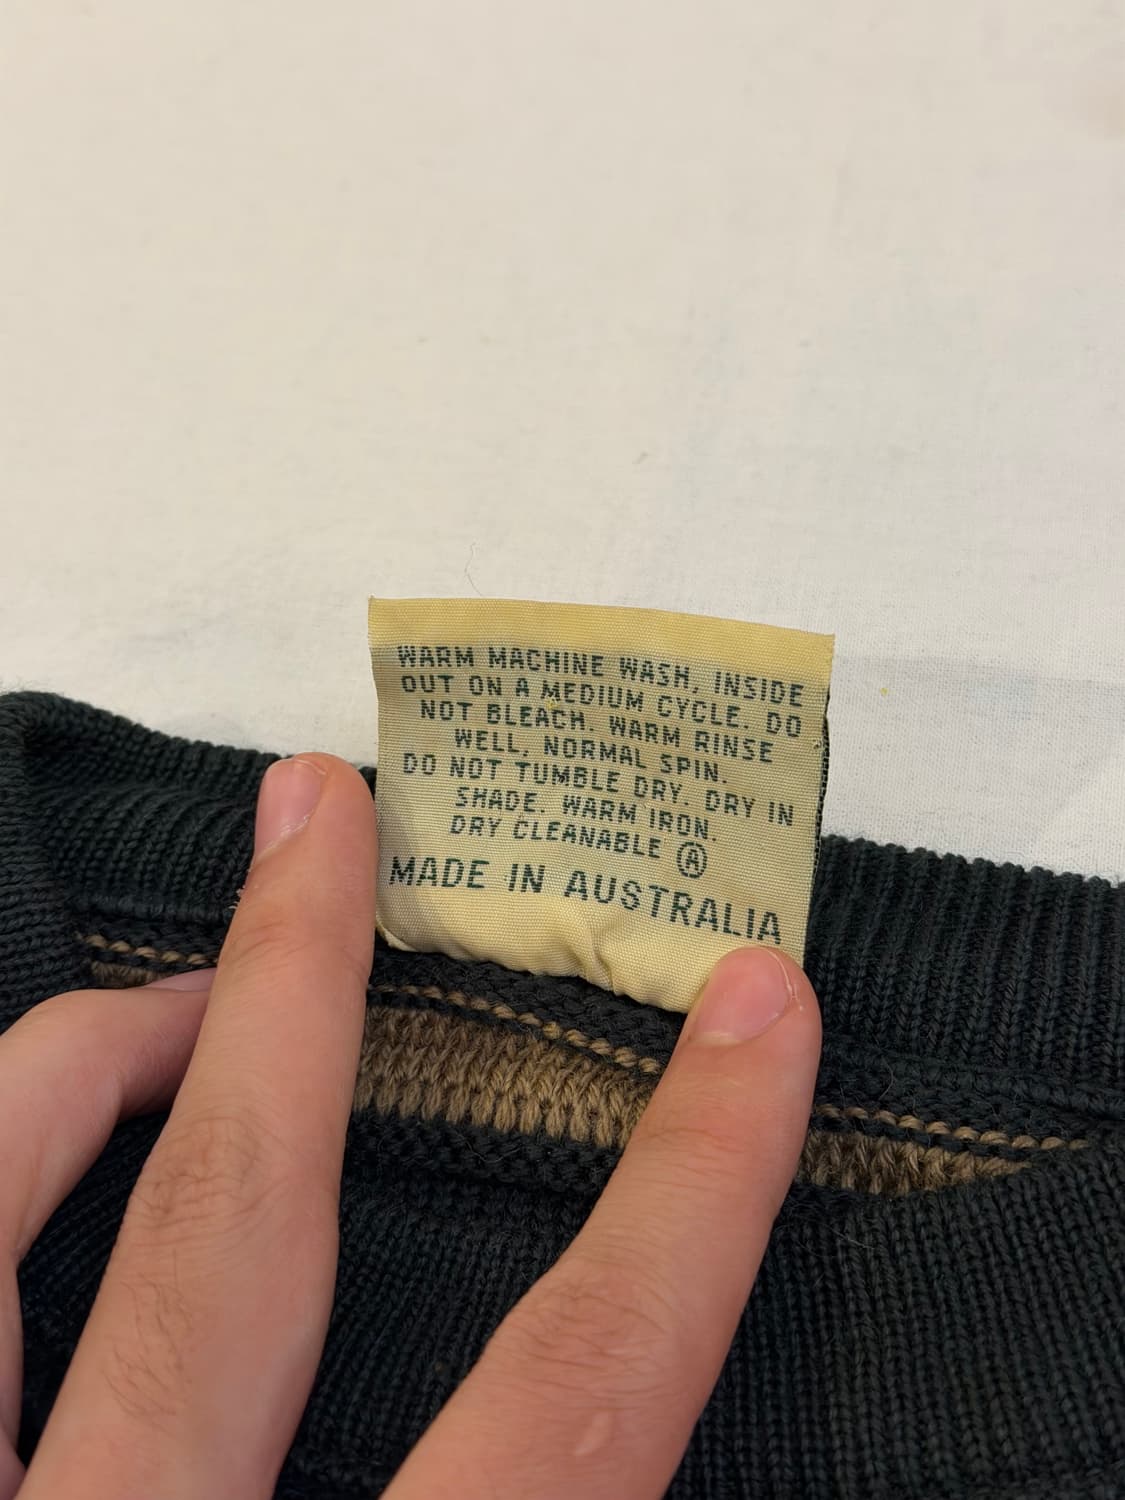 WARM MACHINE WASH, INSIDE
OUT ON A MEDIUM CYCLE. DO
NOT BLEACH. WARM RINSE
WELL, NORMAL SPIN.
DO NOT TUMBLE DRY. DRY IN
SHADE. WARM IRON.
DRY CLEANABLE Ⓐ
MADE IN AUSTRALIA